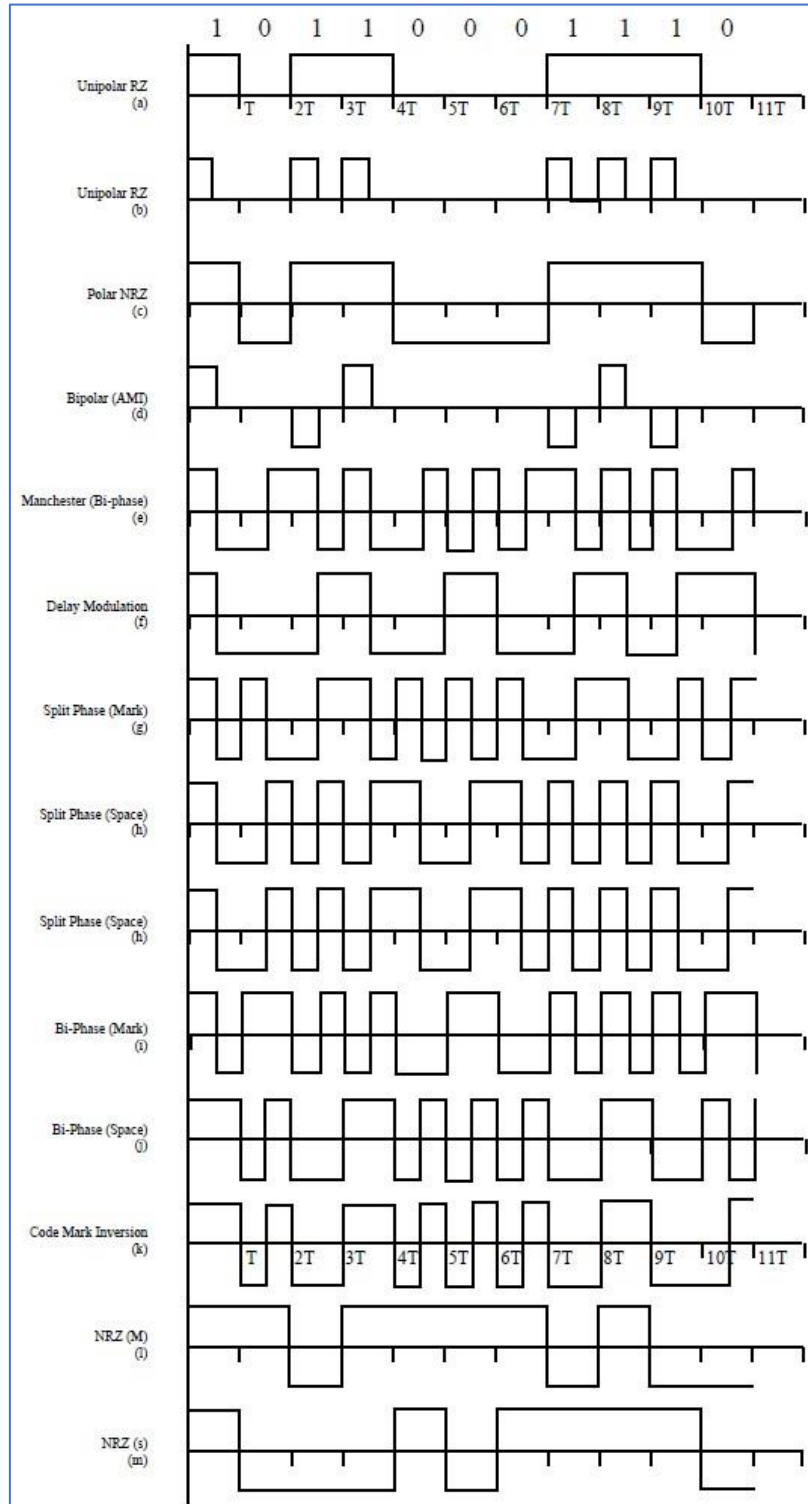 1 0 1 1 0 0 0 1 1 1 0
Unipolar RZ
(a)
T 2T 3T 4T 5T 6T 7T 8T 9T 10T 11T
Unipolar RZ
(b)
Polar NRZ
(c)
Bipolar (AMI)
(d)
Manchester (Bi-phase)
(e)
Delay Modulation
(f)
Split Phase (Mark)
(g)
Split Phase (Space)
(h)
Split Phase (Space)
(h)
Bi-Phase (Mark)
(i)
Bi-Phase (Space)
(j)
Code Mark Inversion
(k)
T 2T 3T 4T 5T 6T 7T 8T 9T 10T 11T
NRZ (M)
(l)
NRZ (s)
(m)